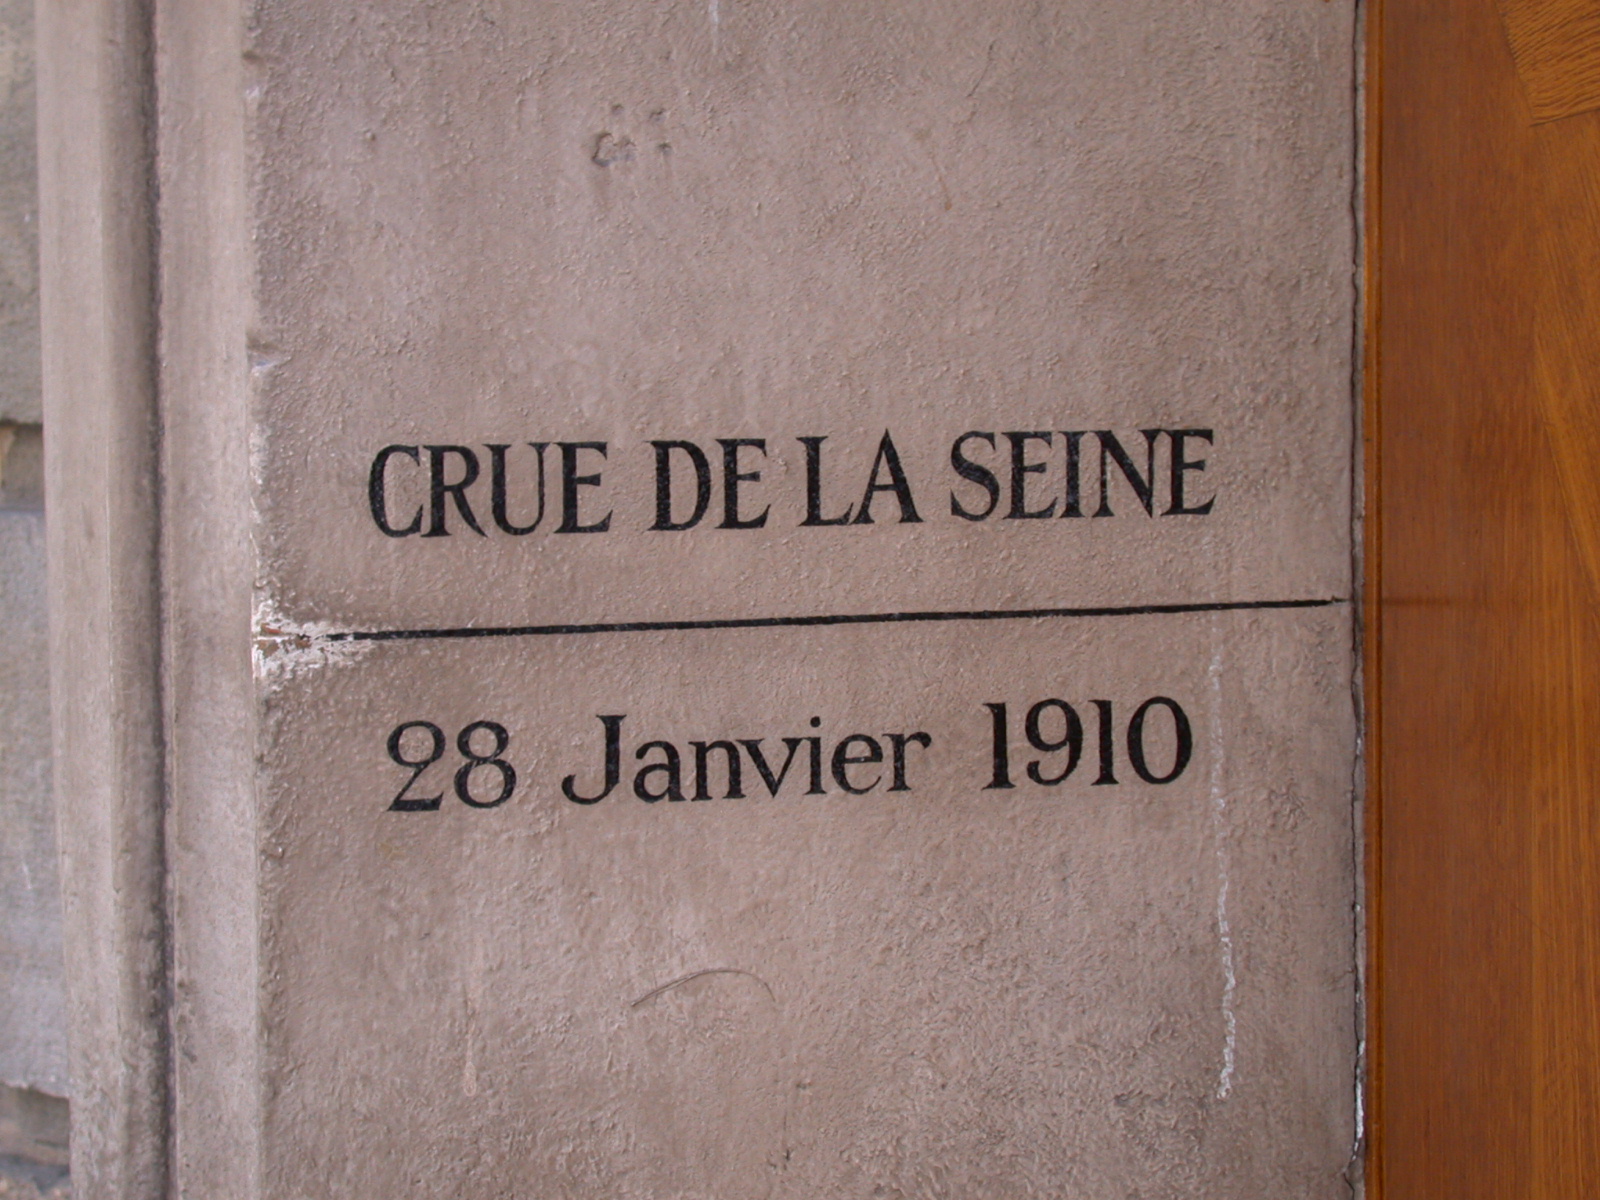 CRUE DE LA SEINE
28 Janvier 1910